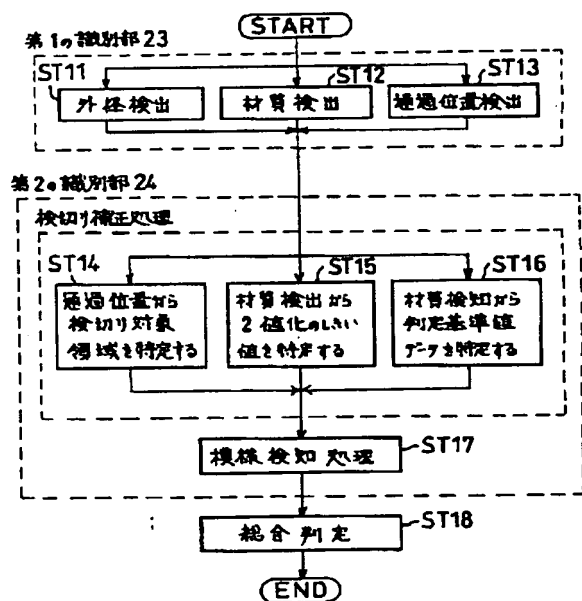 START
第1の識別部23
ST11
ST12
ST13
外径検出
材質検出
通過位置検出
第2の識別部24
検切り補正処理
ST14
ST15
ST16
通過位置から
検切り対象
領域を特定する
材質検出から
2値化のしきい
値を特定する
材質検知から
判定基準値
データを特定する
模様検知処理
ST17
総合判定
ST18
END